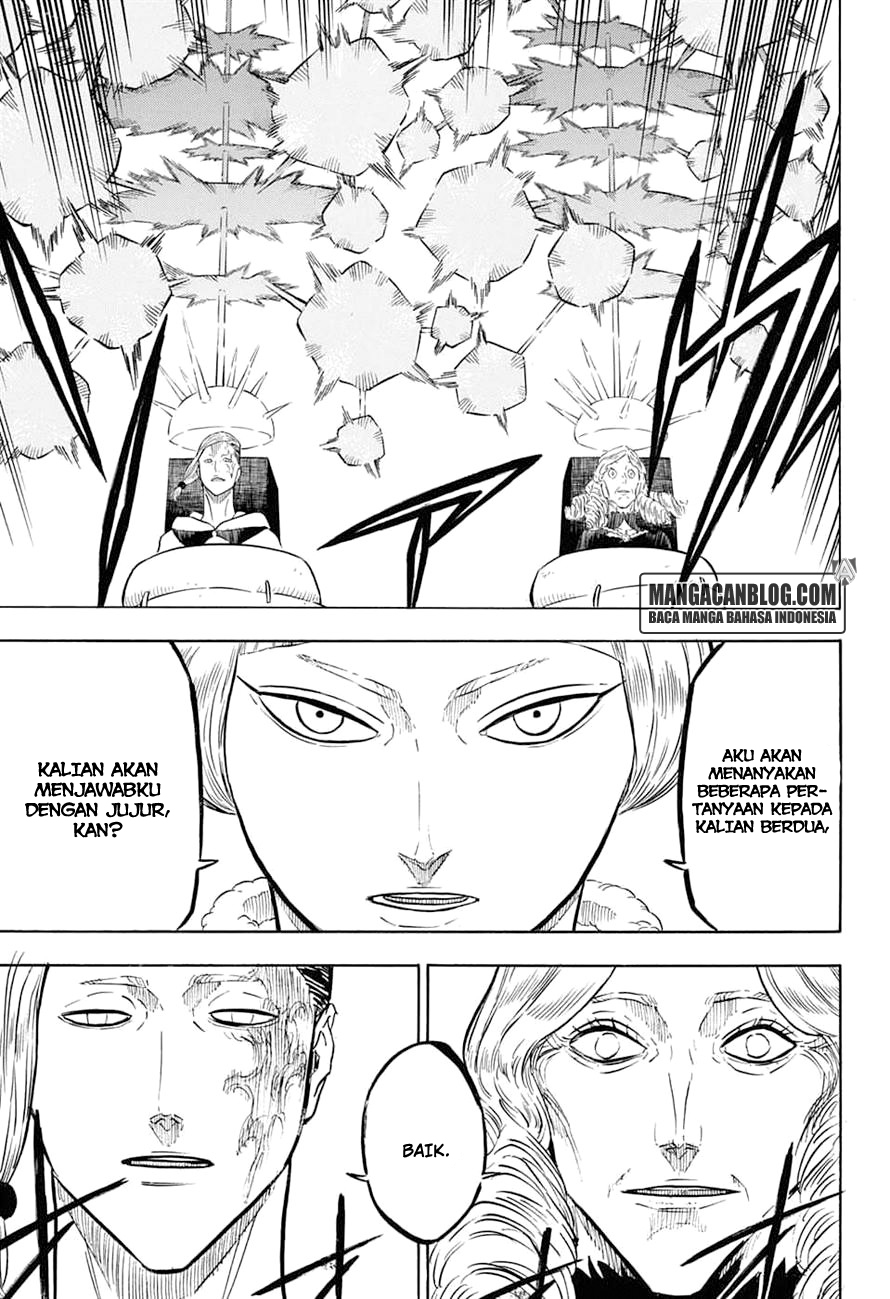 MANGACANBLOG.COM
BACA MANGA BAHASA INDONESIA
AKU AKAN
MENANYAKAN
BEBERAPA PER-
TANYAAN KEPADA
KALIAN BERDUA,
KALIAN AKAN
MENJAWABKU
DENGAN JUJUR,
KAN?
BAIK.